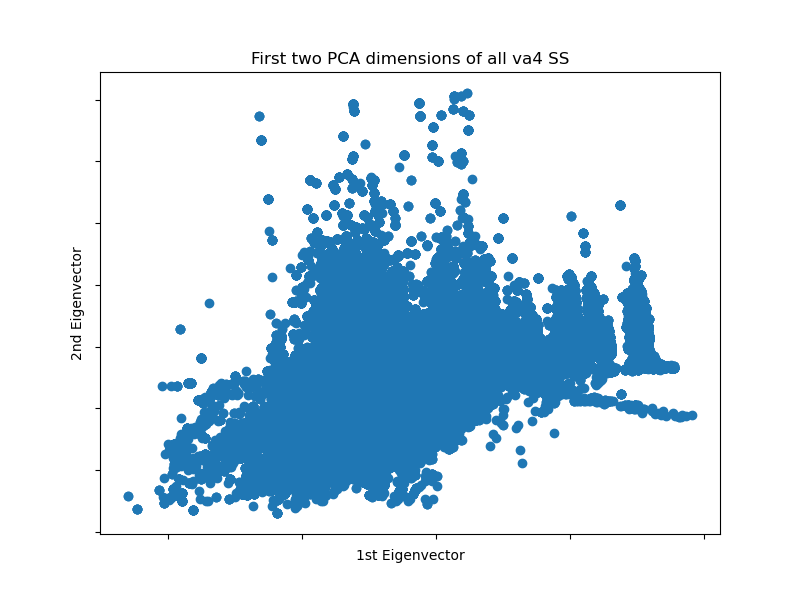 First two PCA dimensions of all va4 SS
2nd Eigenvector
1st Eigenvector